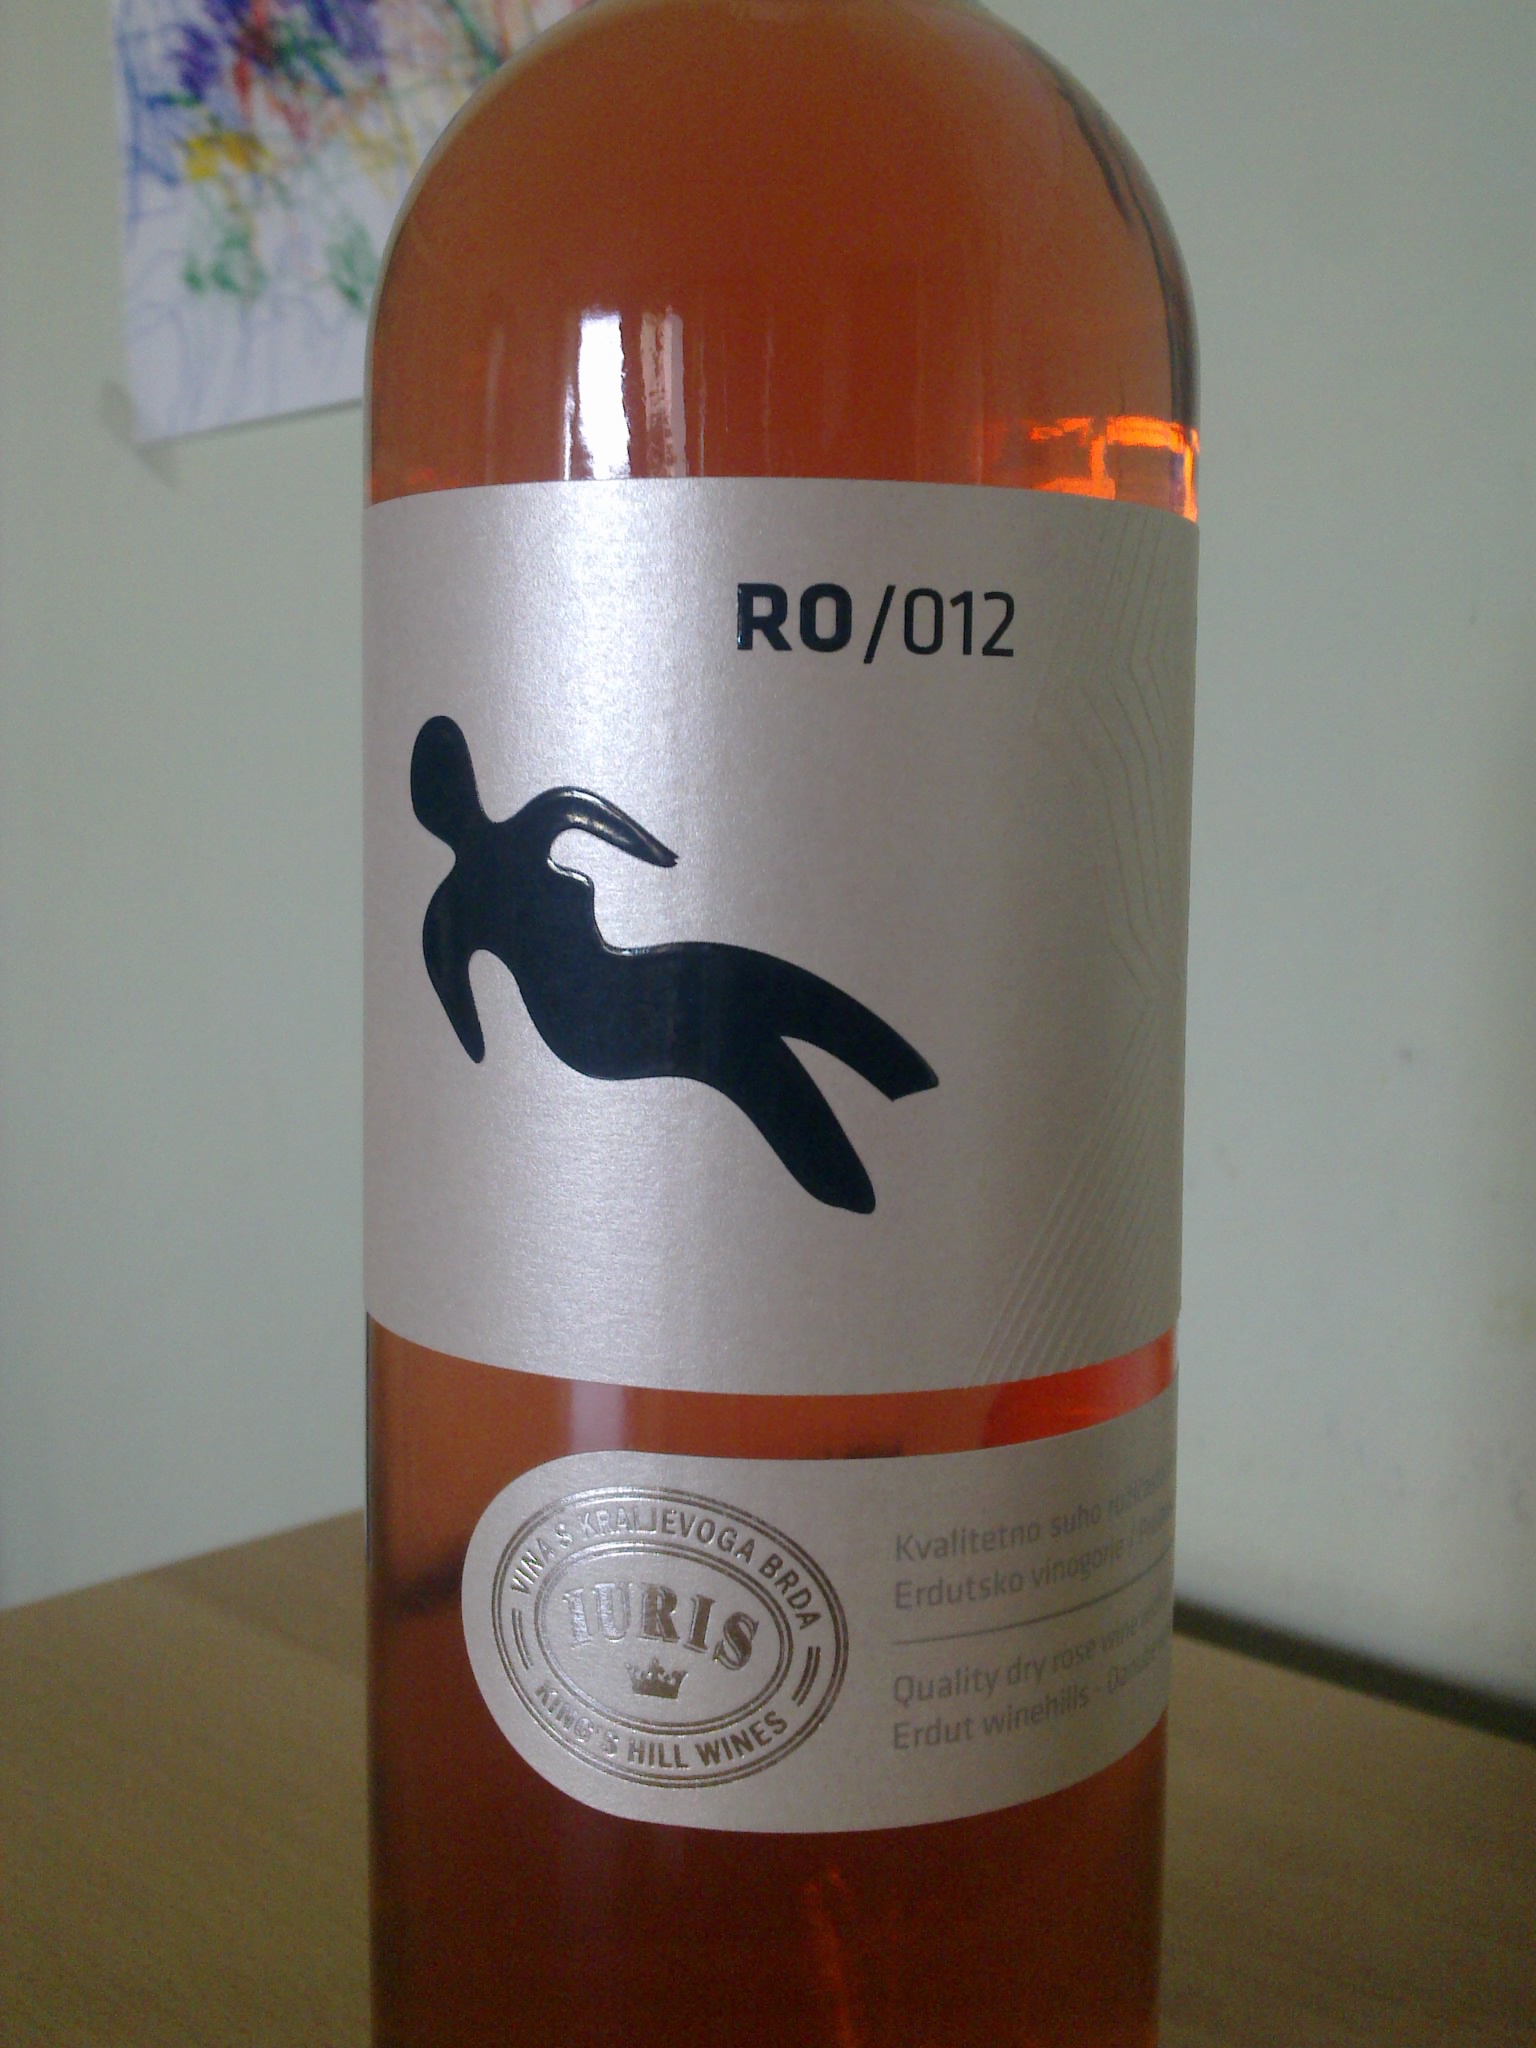 RO/012
VINA S KRALJEVOGA BRDA
IURIS
KING'S HILL WINES
Kvalitetno suho
Erdutsko vinogorje /
Quality dry rose wine
Erdut winehills -